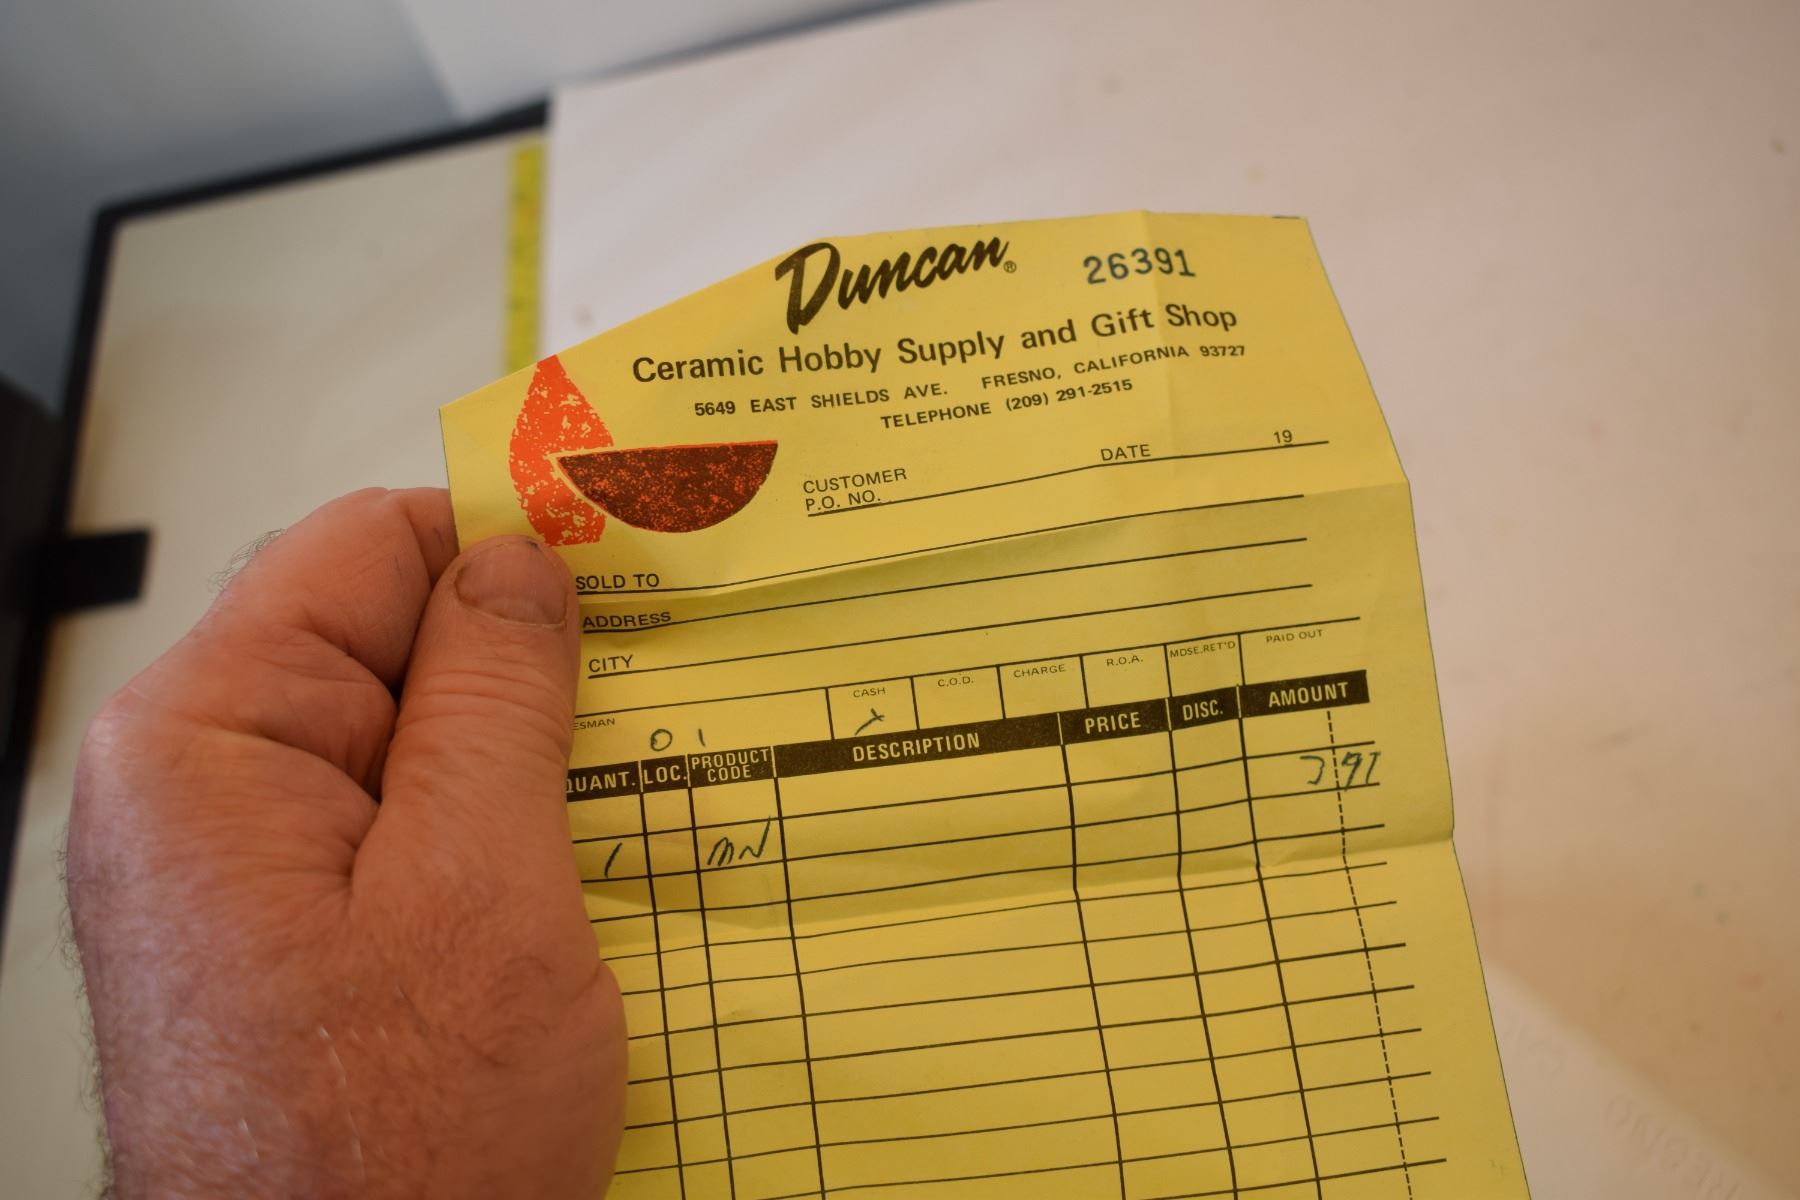 Duncan® 26391
Ceramic Hobby Supply and Gift Shop
5649 EAST SHIELDS AVE. FRESNO, CALIFORNIA 93727
TELEPHONE (209) 291-2515
CUSTOMER
P.O. NO. DATE 19
SOLD TO
ADDRESS
CITY
ESMAN 01 CASH C.O.D. CHARGE R.O.A. MDSE.RET'D PAID OUT
QUANT. LOC. PRODUCT CODE DESCRIPTION PRICE DISC. AMOUNT
1 MN